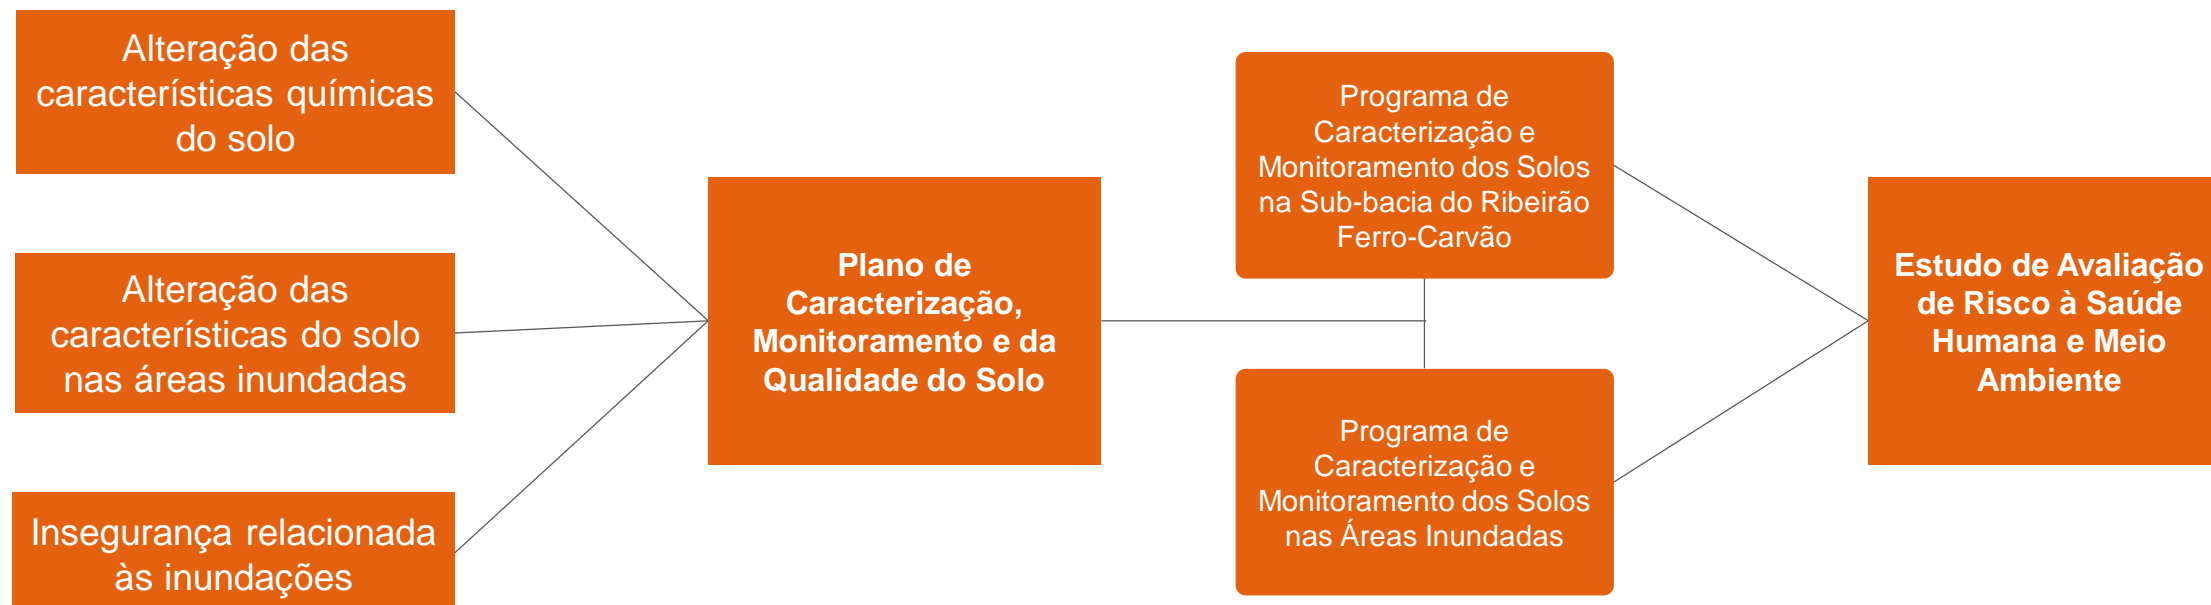 Alteração das
características químicas
do solo
Alteração das
características do solo
nas áreas inundadas
Insegurança relacionada
às inundações
Plano de
Caracterização,
Monitoramento e da
Qualidade do Solo
Programa de
Caracterização e
Monitoramento dos Solos
na Sub-bacia do Ribeirão
Ferro-Carvão
Programa de
Caracterização e
Monitoramento dos Solos
nas Áreas Inundadas
Estudo de Avaliação
de Risco à Saúde
Humana e Meio
Ambiente